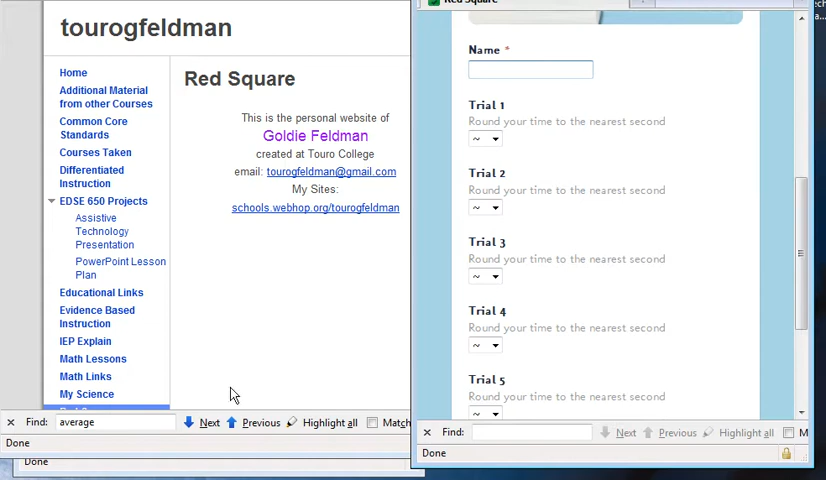 tourogfeldman
Home
Additional Material
from other Courses
Common Core
Standards
Courses Taken
Differentiated
Instruction
EDSE 650 Projects
Assistive
Technology
Presentation
PowerPoint Lesson
Plan
Educational Links
Evidence Based
Instruction
IEP Explain
Math Lessons
Math Links
My Science
Red Square
This is the personal website of
Goldie Feldman
created at Touro College
email: tourogfeldman@gmail.com
My Sites:
schools.webhop.org/tourogfeldman
Find: average Next Previous Highlight all Match
Done
Done
Red Square
Name *
Trial 1
Round your time to the nearest second
~
Trial 2
Round your time to the nearest second
~
Trial 3
Round your time to the nearest second
~
Trial 4
Round your time to the nearest second
~
Trial 5
Round your time to the nearest second
~
Find: Next Previous Highlight all M
Done